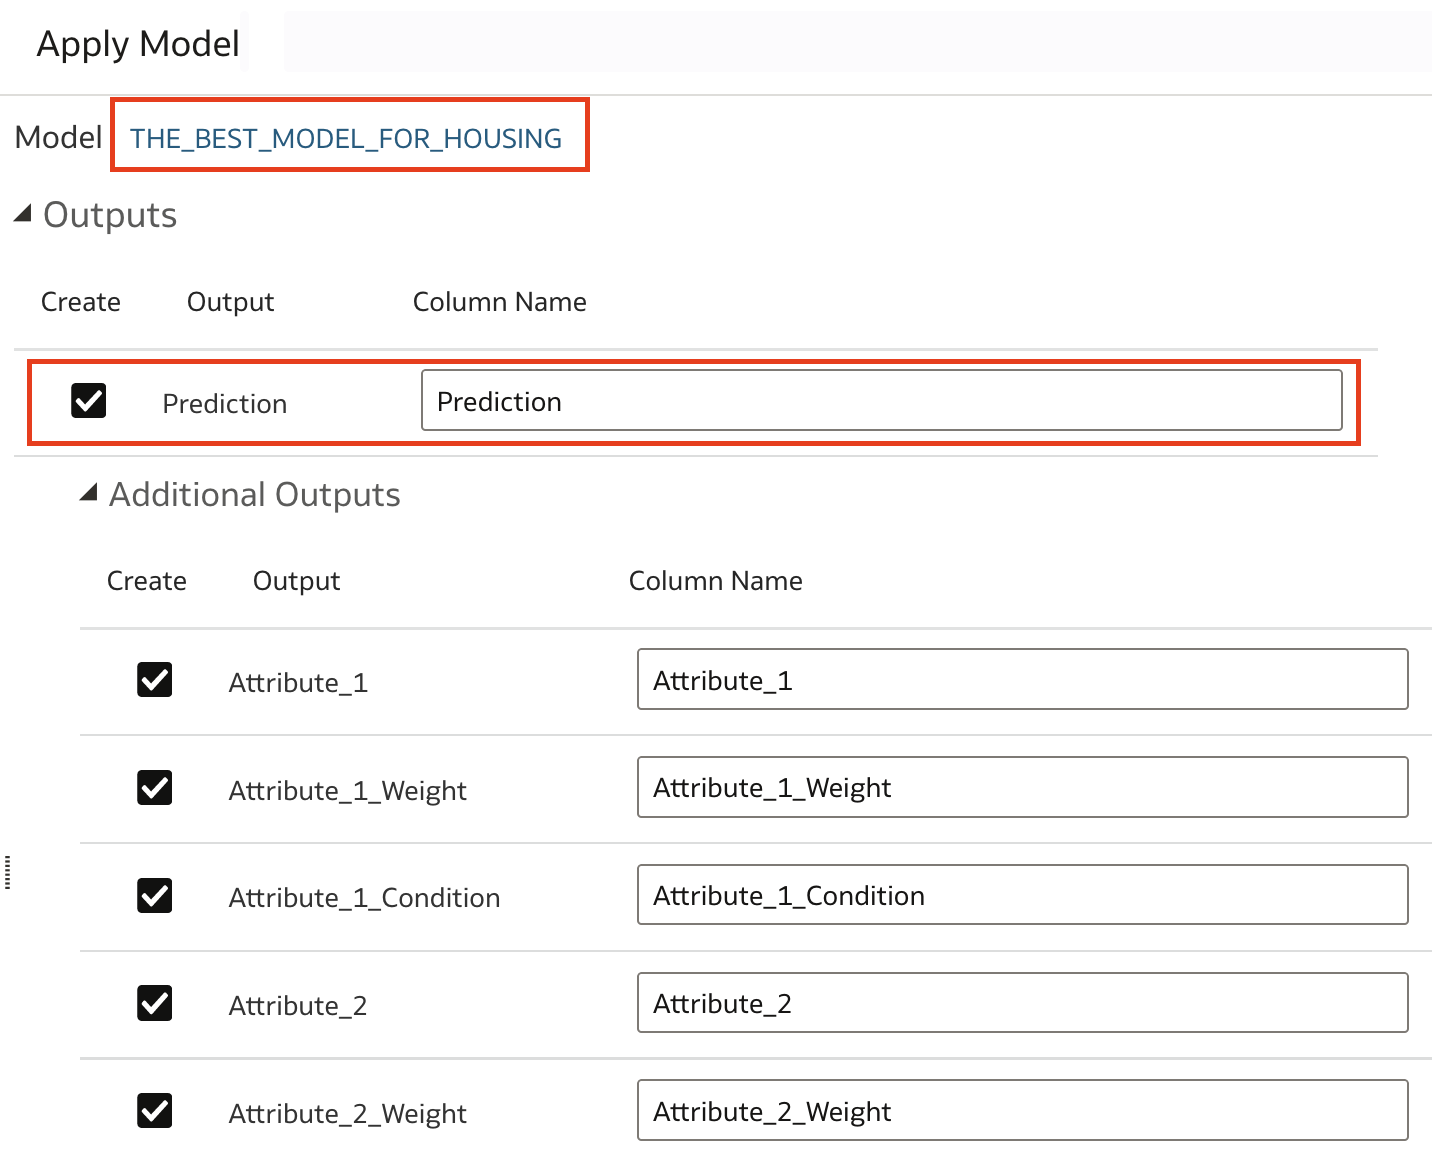 Apply Model
Model THE_BEST_MODEL_FOR_HOUSING
Outputs
Create Output Column Name
Prediction Prediction
Additional Outputs
Create Output Column Name
Attribute_1 Attribute_1
Attribute_1_Weight Attribute_1_Weight
Attribute_1_Condition Attribute_1_Condition
Attribute_2 Attribute_2
Attribute_2_Weight Attribute_2_Weight